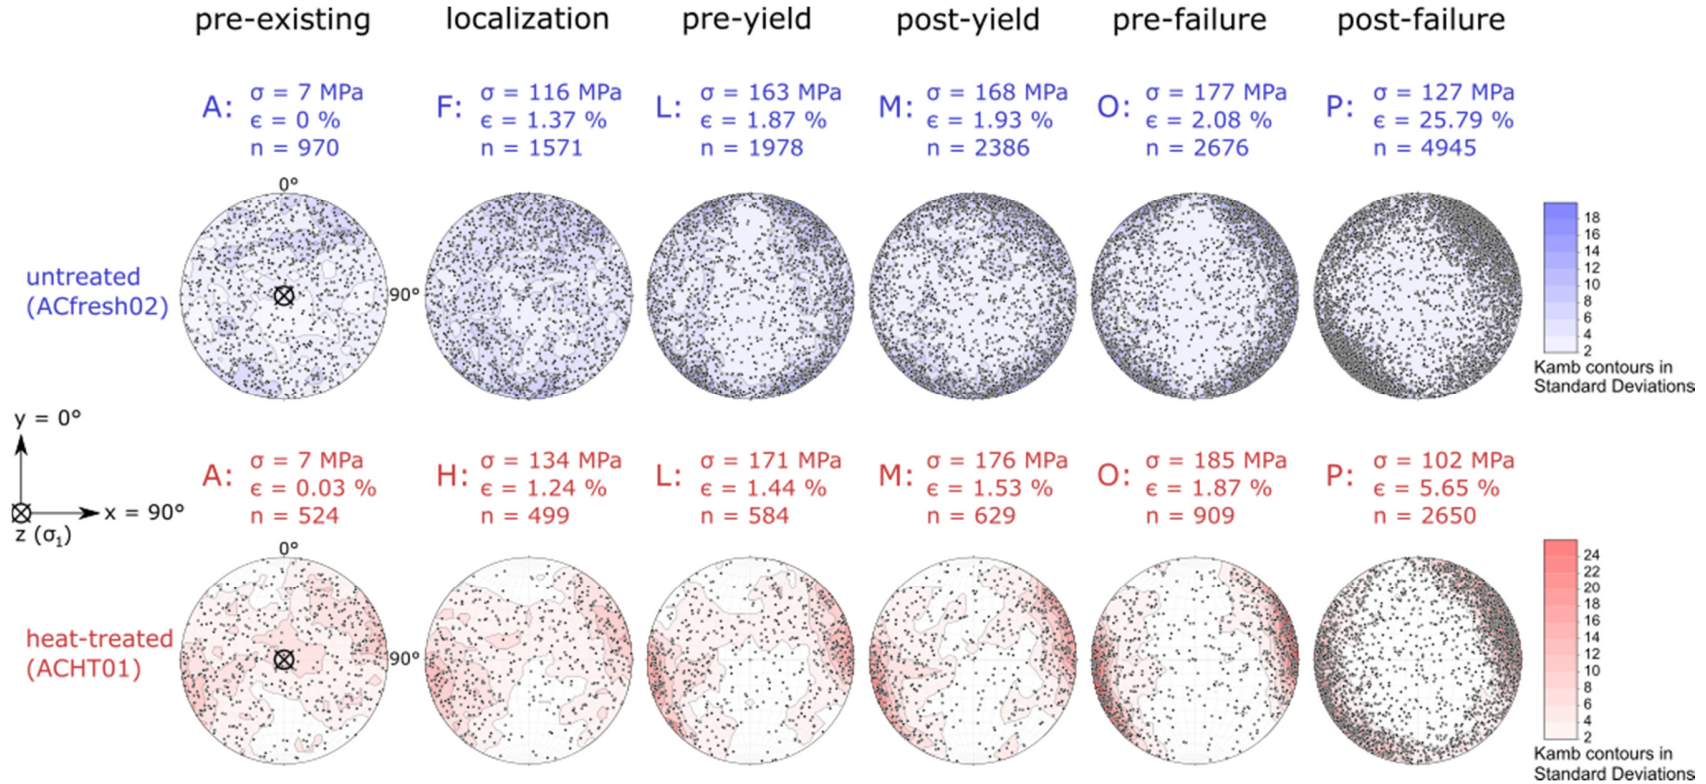 pre-existing localization pre-yield post-yield pre-failure post-failure
A: σ = 7 MPa
ϵ = 0 %
n = 970
F: σ = 116 MPa
ϵ = 1.37 %
n = 1571
L: σ = 163 MPa
ϵ = 1.87 %
n = 1978
M: σ = 168 MPa
ϵ = 1.93 %
n = 2386
O: σ = 177 MPa
ϵ = 2.08 %
n = 2676
P: σ = 127 MPa
ϵ = 25.79 %
n = 4945
0°
90°
untreated
(ACfresh02)
18
16
14
12
10
8
6
4
2
Kamb contours in
Standard Deviations
y = 0°
x = 90°
z (σ₁)
A: σ = 7 MPa
ϵ = 0.03 %
n = 524
H: σ = 134 MPa
ϵ = 1.24 %
n = 499
L: σ = 171 MPa
ϵ = 1.44 %
n = 584
M: σ = 176 MPa
ϵ = 1.53 %
n = 629
O: σ = 185 MPa
ϵ = 1.87 %
n = 909
P: σ = 102 MPa
ϵ = 5.65 %
n = 2650
0°
90°
heat-treated
(ACHT01)
24
22
20
18
16
14
12
10
8
6
4
2
Kamb contours in
Standard Deviations